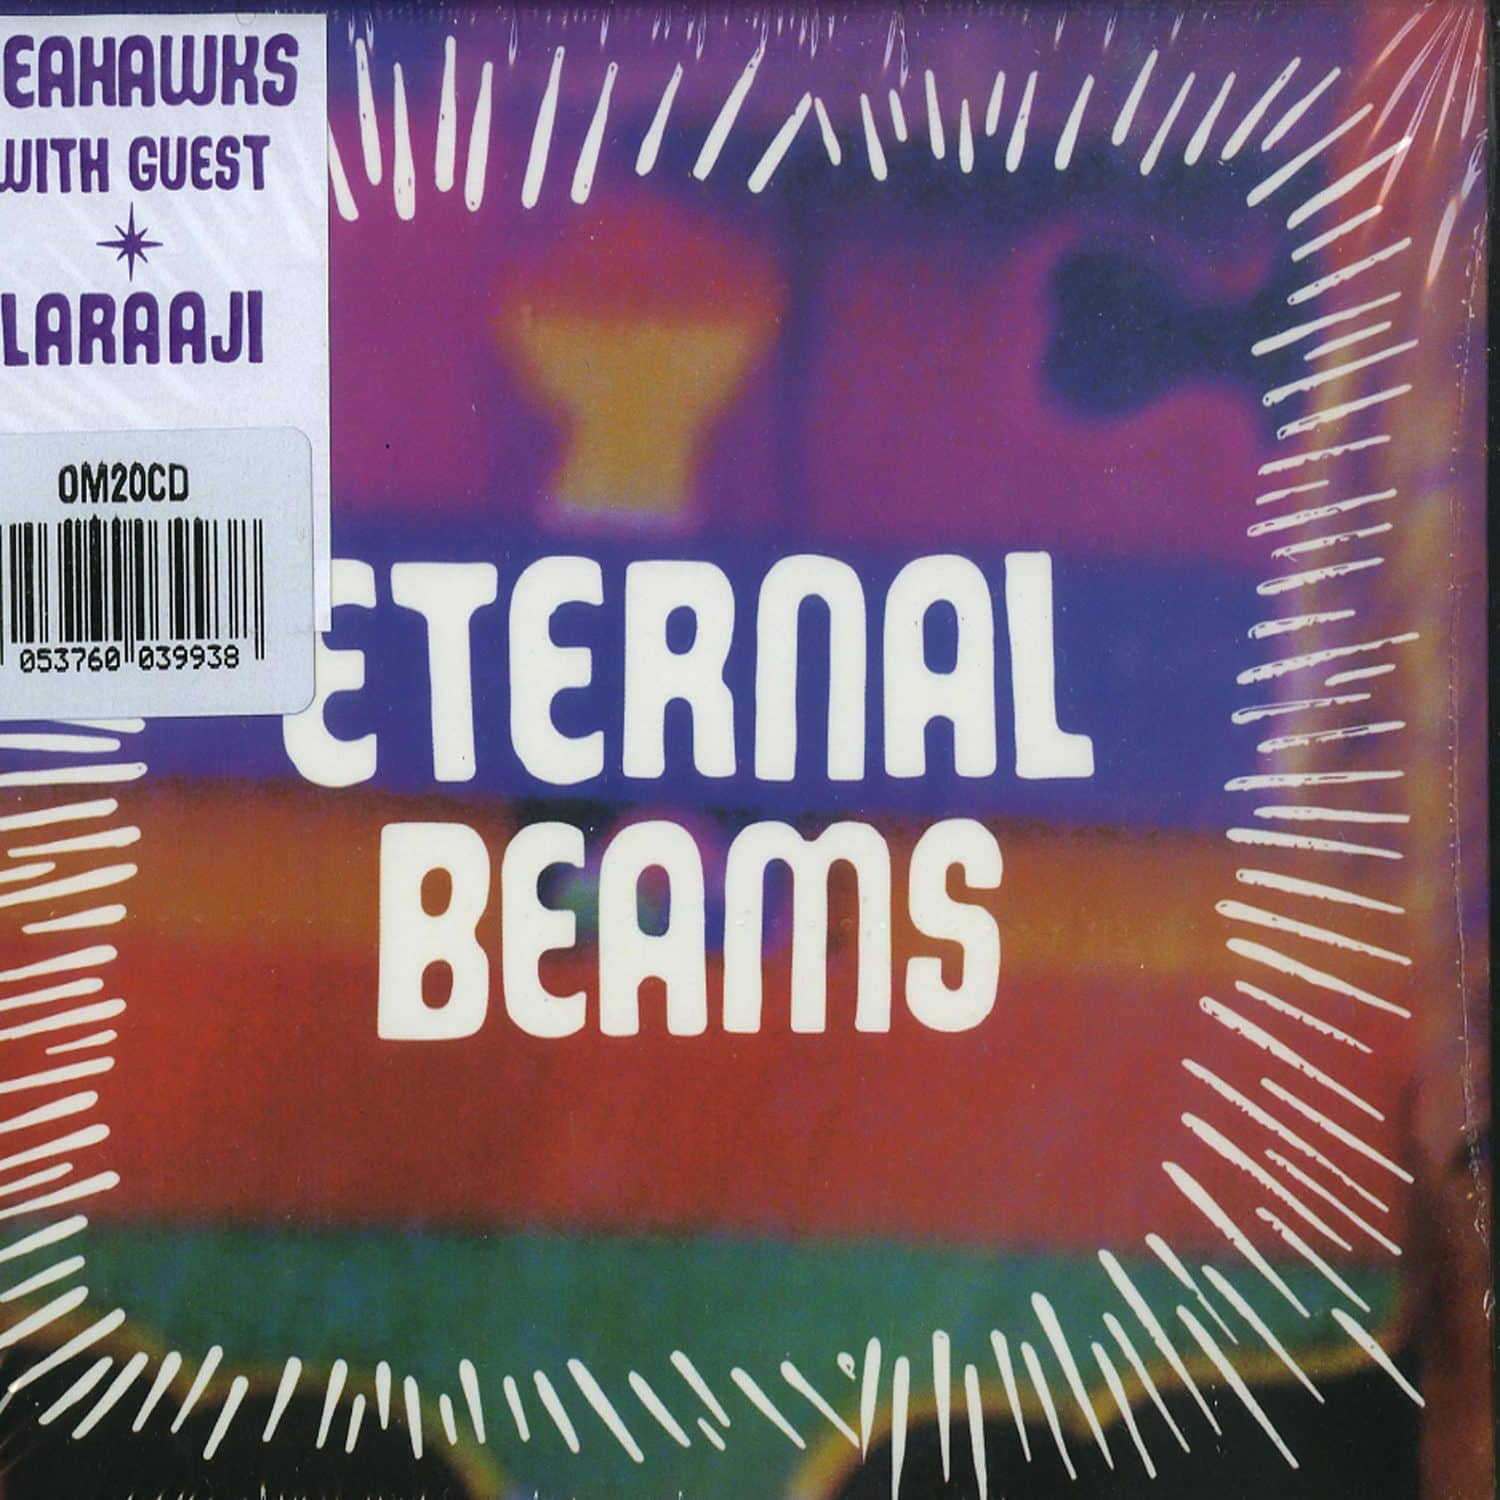 EAHAWKS
WITH GUEST
LARAAJI
OM20CD
053760 039938
ETERNAL
BEAMS